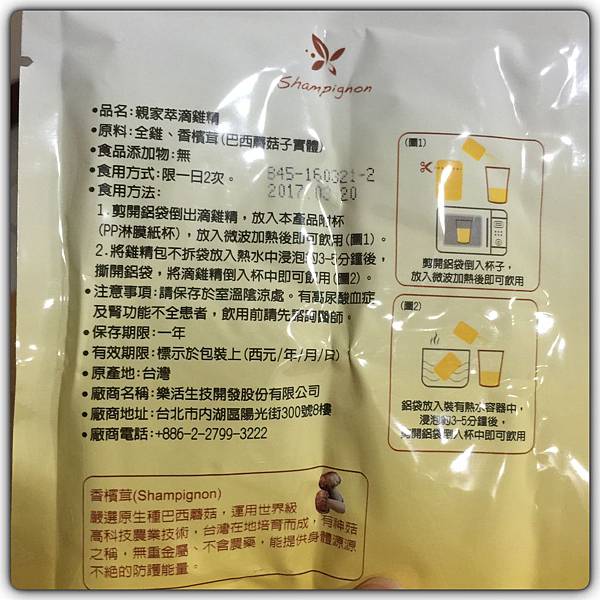 Shampignon
•品名:親家萃滴雞精
•原料:全雞、香檳茸(巴西蘑菇子實體)
•食品添加物:無
•食用方式:限一日2次。
845-160321-2
•食用方法:
2017.03.20
1.剪開鋁袋倒出滴雞精，放入本產品附杯
(PP淋膜紙杯)，放入微波加熱後即可飲用(圖1)。
2.將雞精包不拆袋放入熱水中浸泡約3-5分鐘後，
撕開鋁袋，將滴雞精倒入杯中即可飲用(圖2)。
•注意事項:請保存於室溫陰涼處。有高尿酸血症
及腎功能不全患者，飲用前請先諮詢醫師。
•保存期限:一年
•有效期限:標示於包裝上(西元/年/月/日)
•原產地:台灣
•廠商名稱:樂活生技開發股份有限公司
•廠商地址:台北市內湖區陽光街300號8樓
•廠商電話:+886-2-2799-3222
(圖1)
剪開鋁袋倒入杯子，
放入微波加熱後即可飲用
(圖2)
鋁袋放入裝有熱水容器中，
浸泡約3-5分鐘後，
剪開鋁袋倒入杯中即可飲用
香檳茸(Shampignon)
嚴選原生種巴西蘑菇，運用世界級
高科技農業技術，台灣在地培育而成，有神菇
之稱，無重金屬、不含農藥，能提供身體源源
不絕的防護能量。